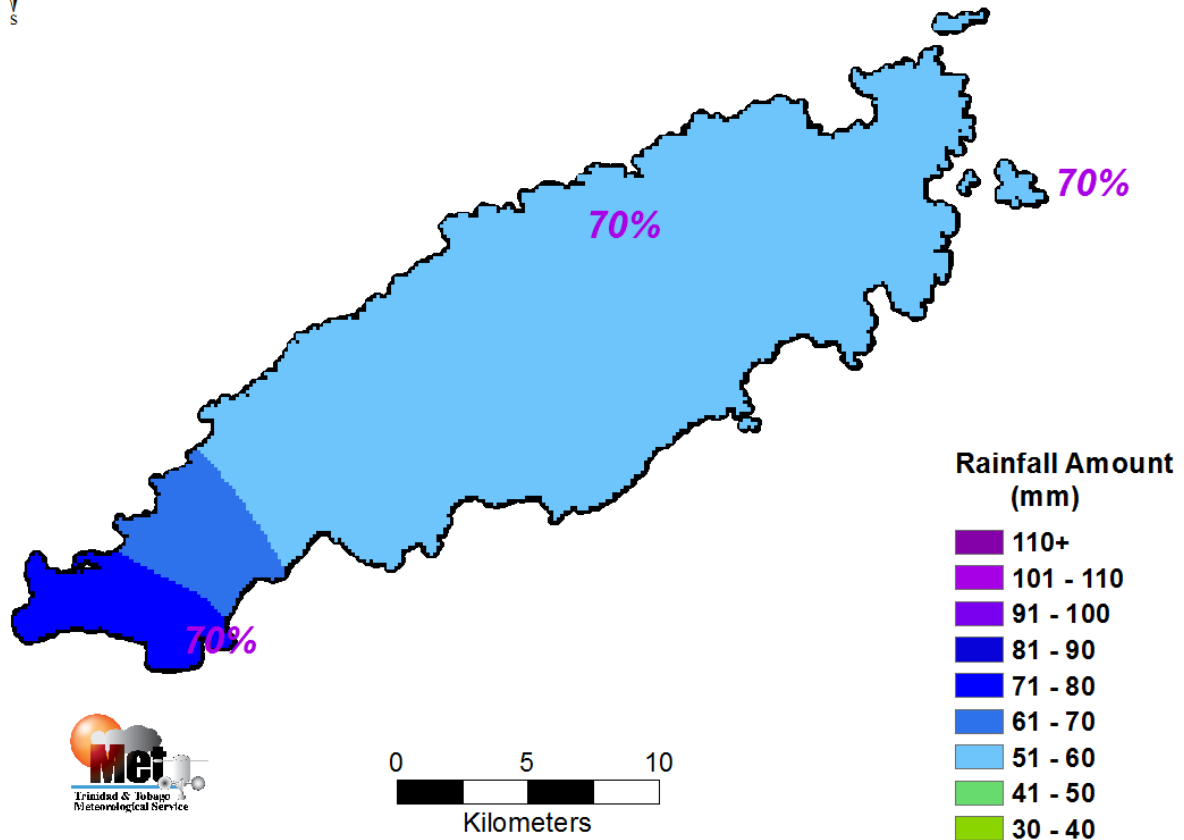 S
70%
70%
70%
Rainfall Amount
(mm)
110+
101 - 110
91 - 100
81 - 90
71 - 80
61 - 70
51 - 60
41 - 50
30 - 40
Met
Trinidad & Tobago
Meteorological Service
0 5 10
Kilometers